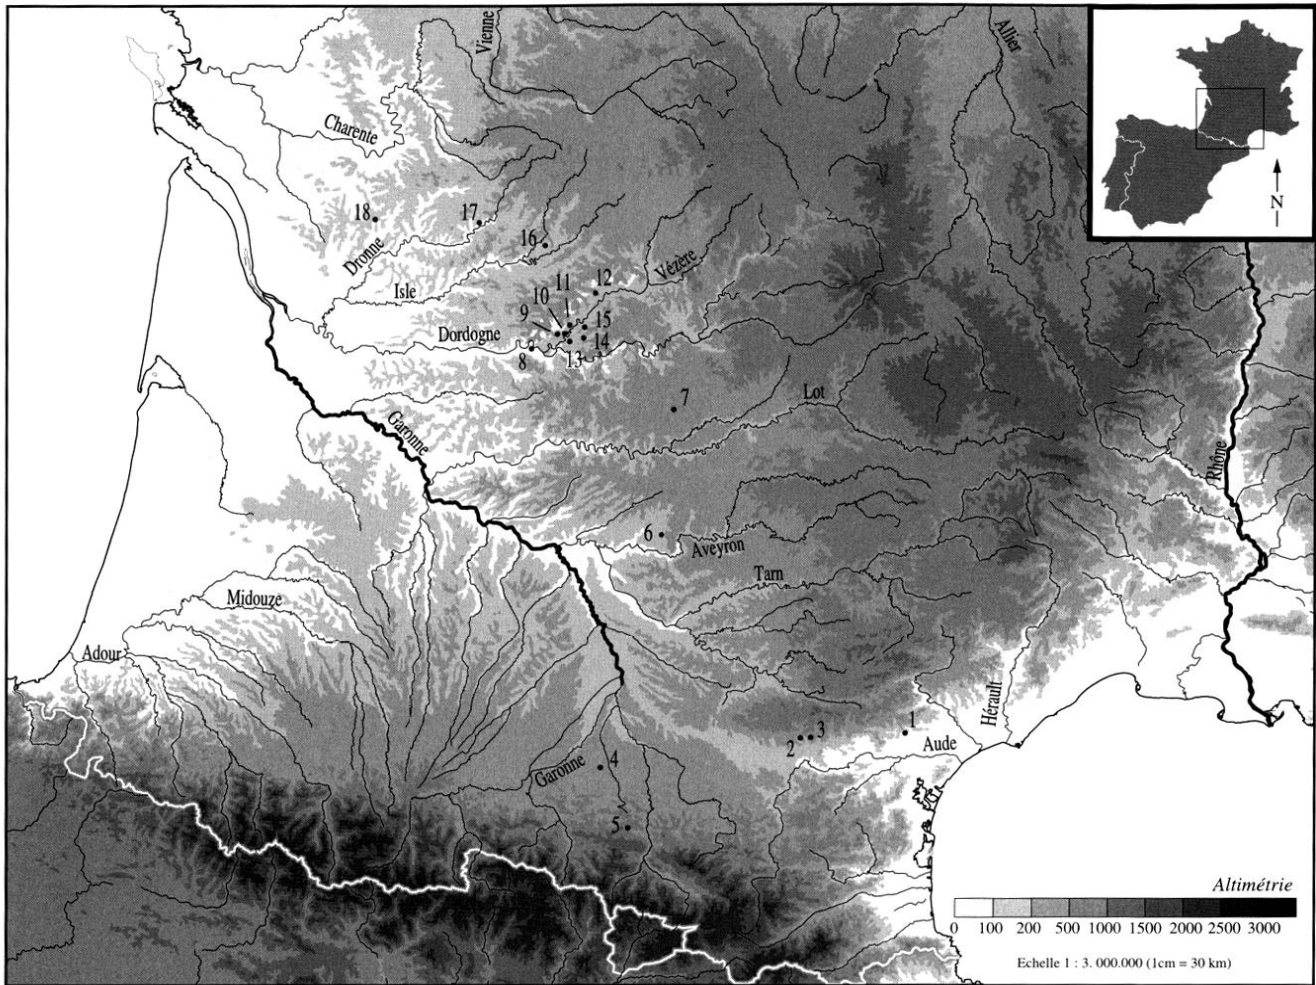 Vienne
Allier
N
Charente
18
17
16
Dronne
Isle
Vézère
12
11
10
9
15
14
13
8
Dordogne
7
Lot
Garonne
Rhône
6
Aveyron
Tarn
Midouze
Adour
Hérault
1
2
3
Aude
4
Garonne
5
Altimétrie
0 100 200 500 1000 1500 2000 2500 3000
Echelle 1 : 3. 000.000 (1cm = 30 km)